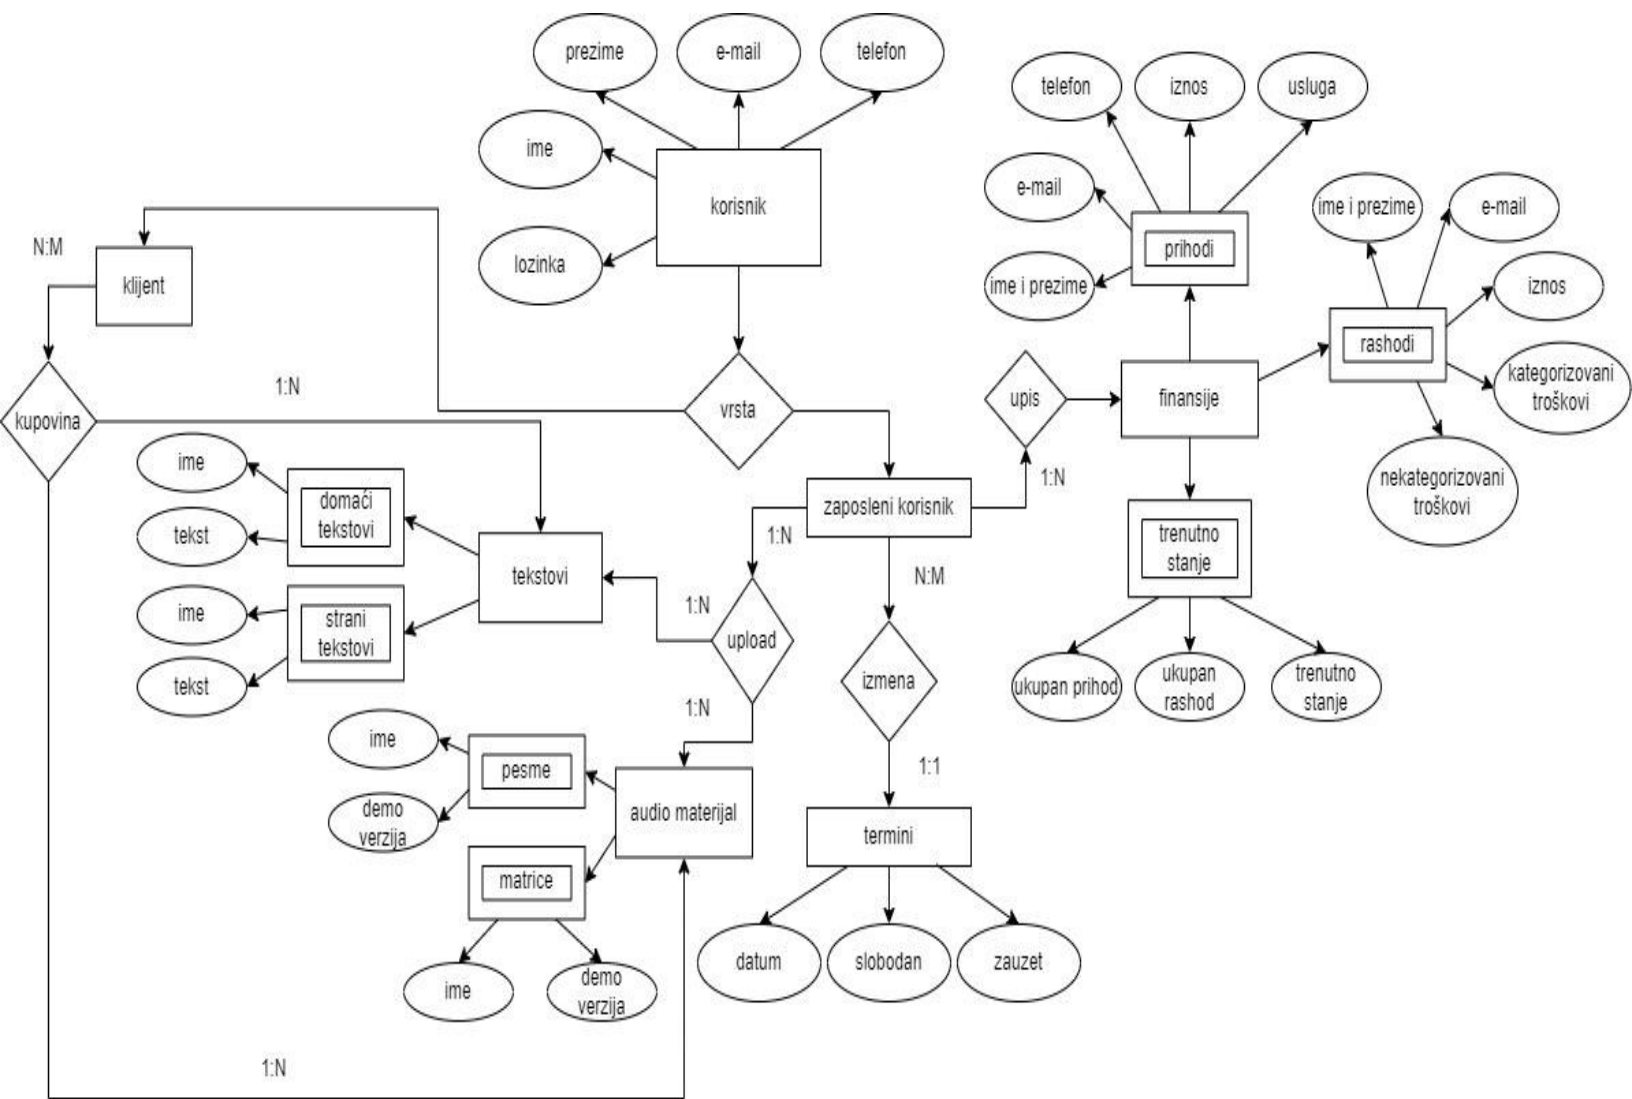 prezime
e-mail
telefon
ime
lozinka
korisnik
telefon
iznos
usluga
e-mail
ime i prezime
prihodi
ime i prezime
e-mail
iznos
rashodi
kategorizovani
troškovi
nekategorizovani
troškovi
N:M
klijent
1:N
kupovina
vrsta
upis
finansije
1:N
zaposleni korisnik
1:N
N:M
trenutno
stanje
ukupan prihod
ukupan
rashod
trenutno
stanje
ime
tekst
domaći
tekstovi
ime
tekst
strani
tekstovi
tekstovi
1:N
upload
1:N
izmena
1:1
ime
demo
verzija
pesme
audio materijal
matrice
ime
demo
verzija
termini
datum
slobodan
zauzet
1:N